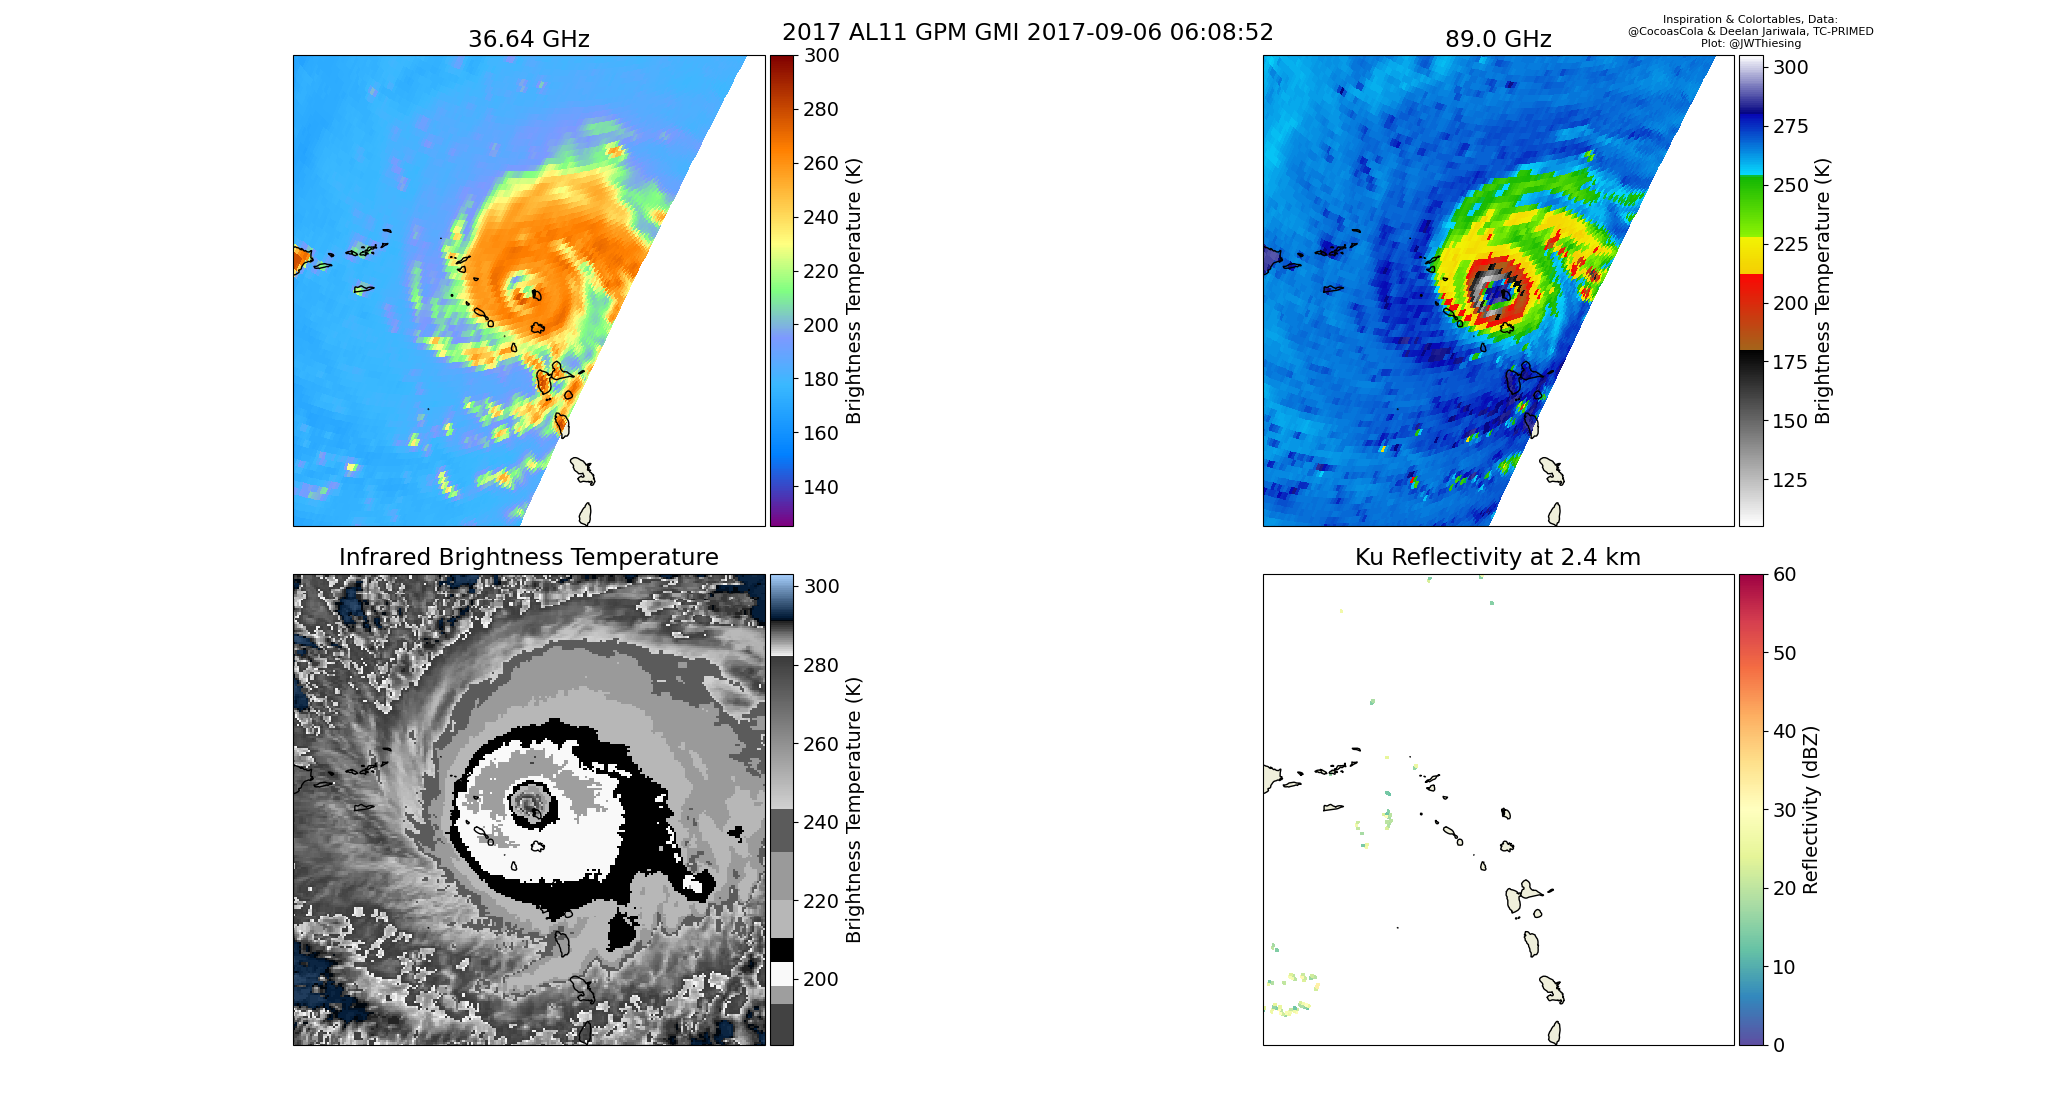 2017 AL11 GPM GMI 2017-09-06 06:08:52
Inspiration & Colortables, Data:
@CocoasCola & Deelan Jariwala, TC-PRIMED
Plot: @JWThiesing
36.64 GHz
300
280
260
240
220
200
180
160
140
Brightness Temperature (K)
89.0 GHz
300
275
250
225
200
175
150
125
Brightness Temperature (K)
Infrared Brightness Temperature
300
280
260
240
220
200
Brightness Temperature (K)
Ku Reflectivity at 2.4 km
60
50
40
30
20
10
0
Reflectivity (dBZ)